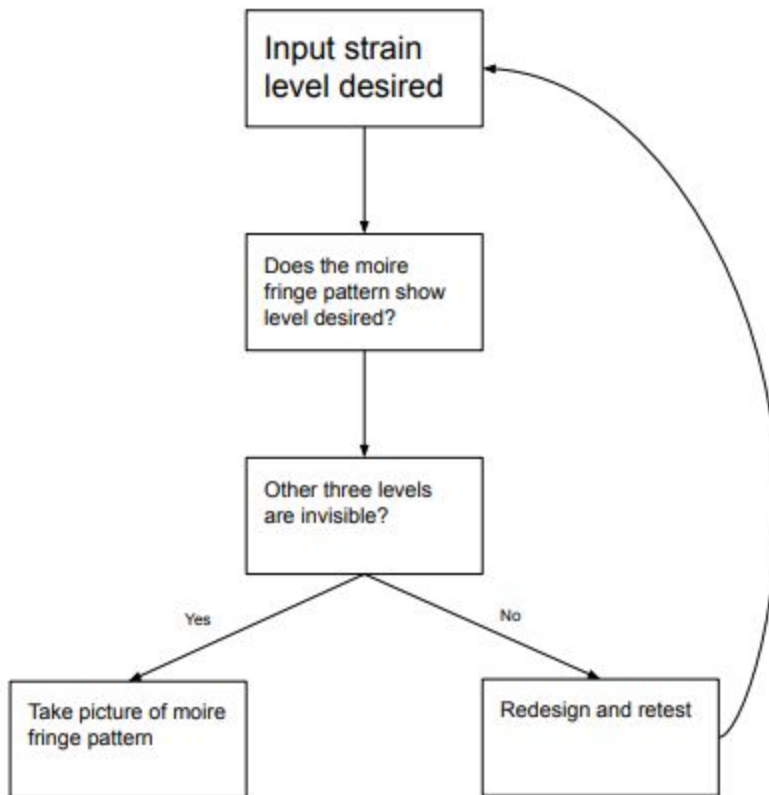 Input strain
level desired
Does the moire
fringe pattern show
level desired?
Other three levels
are invisible?
Yes
No
Take picture of moire
fringe pattern
Redesign and retest